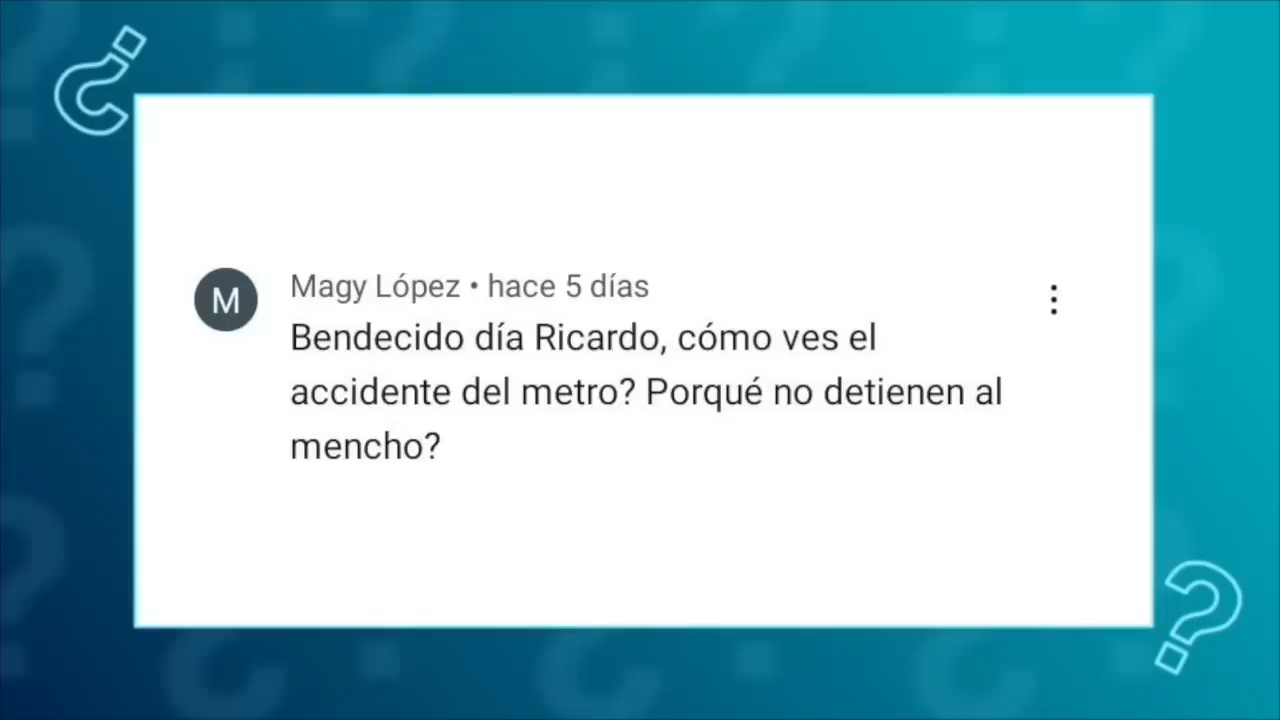 M
Magy López • hace 5 días
Bendecido día Ricardo, cómo ves el
accidente del metro? Porqué no detienen al
mencho?